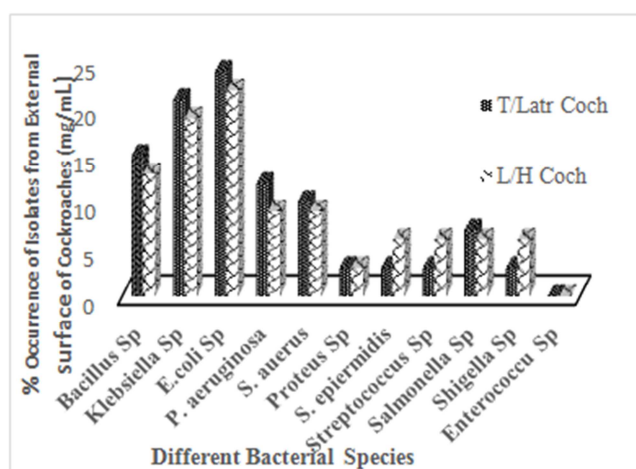 % Occurrence of Isolates from External
surface of Cockroaches (mg/mL)
25
20
15
10
5
0
T/Latr Coch
L/H Coch
Bacillus Sp
Klebsiella Sp
E.coli Sp
P. aeruginosa
S. auerus
Proteus Sp
S. epiermidis
Streptococcus Sp
Salmonella Sp
Shigella Sp
Enterococcu Sp
Different Bacterial Species